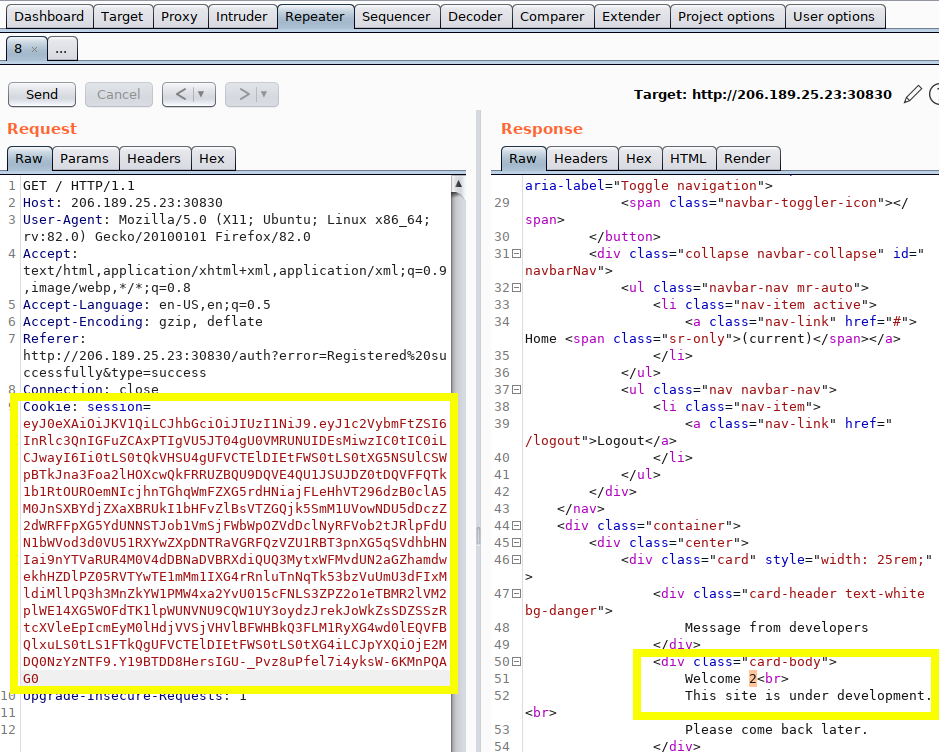 Dashboard Target Proxy Intruder Repeater Sequencer Decoder Comparer Extender Project options User options
8 × ...
Send Cancel < ▼ > ▼ Target: http://206.189.25.23:30830
Request
Raw Params Headers Hex
1 GET / HTTP/1.1
2 Host: 206.189.25.23:30830
3 User-Agent: Mozilla/5.0 (X11; Ubuntu; Linux x86_64;
rv:82.0) Gecko/20100101 Firefox/82.0
4 Accept:
text/html,application/xhtml+xml,application/xml;q=0.9
,image/webp,*/*;q=0.8
5 Accept-Language: en-US,en;q=0.5
6 Accept-Encoding: gzip, deflate
7 Referer:
http://206.189.25.23:30830/auth?error=Registered%20su
ccessfully&type=success
8 Connection: close
Cookie: session=
eyJ0eXAiOiJKV1QiLCJhbGciOiJIUzI1NiJ9.eyJ1c2VybmFtZSI6
InRlc3QnIGFuZCAxPTIgVU5JT04gU0VMRUNUIDEsMiwzIC0tIC0iL
CJwayI6Ii0tLS0tQkVHSU4gUFVCTElDIEtFWS0tLS0tXG5NSUlCSW
10 Upgrade-Insecure-Requests: 1
11
12
Response
Raw Headers Hex HTML Render
aria-label="Toggle navigation">
29 <span class="navbar-toggler-icon"></
span>
30 </button>
31 <div class="collapse navbar-collapse" id="
navbarNav">
32 <ul class="navbar-nav mr-auto">
33 <li class="nav-item active">
34 <a class="nav-link" href="#">
Home <span class="sr-only">(current)</span></a>
35 </li>
36 </ul>
37 <ul class="nav navbar-nav">
38 <li class="nav-item">
39 <a class="nav-link" href="
/logout">Logout</a>
40 </li>
41 </ul>
42 </div>
43 </nav>
44 <div class="container">
45 <div class="center">
46 <div class="card" style="width: 25rem;"
>
47 <div class="card-header text-white
bg-danger">
48 Message from developers
49 </div>
50 <div class="card-body">
51 Welcome 2<br>
52 This site is under development.
<br>
53 Please come back later.
54 </div>